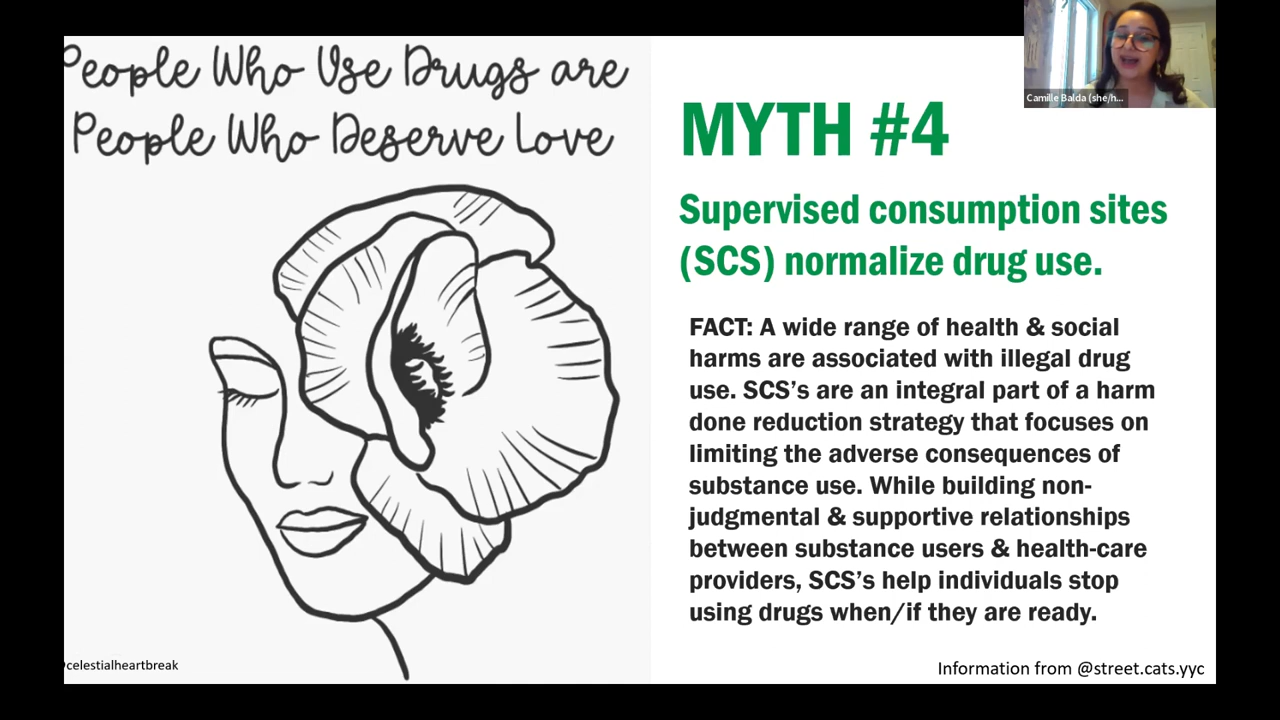 People Who Use Drugs are
People Who Deserve Love
@celestialheartbreak
Camille Balda (she/h...
MYTH #4
Supervised consumption sites
(SCS) normalize drug use.
FACT: A wide range of health & social
harms are associated with illegal drug
use. SCS's are an integral part of a harm
done reduction strategy that focuses on
limiting the adverse consequences of
substance use. While building non-
judgmental & supportive relationships
between substance users & health-care
providers, SCS's help individuals stop
using drugs when/if they are ready.
Information from @street.cats.yyc